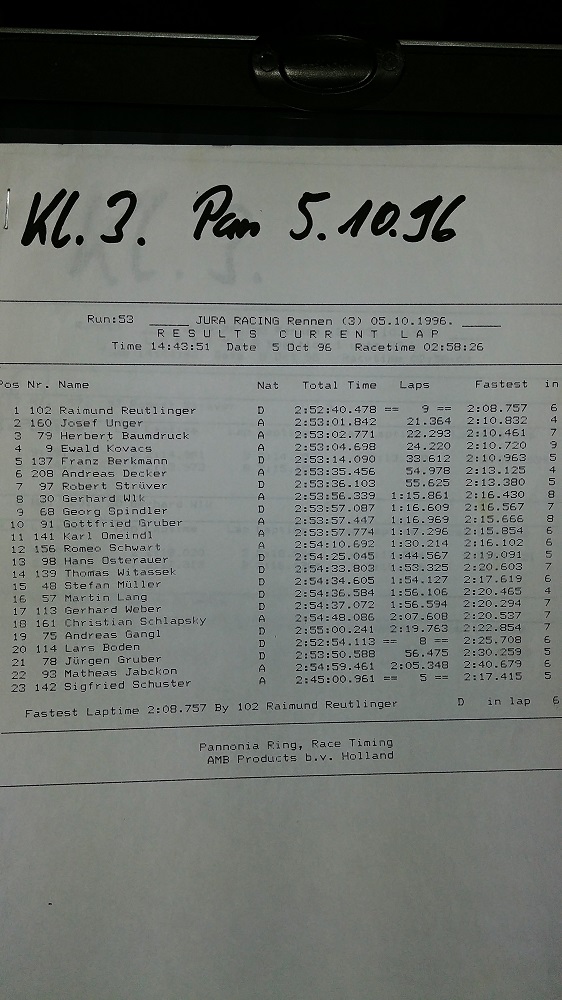 Kl. 3. Pan 5.10.96
Run:53 _____ JURA RACING Rennen (3) 05.10.1996. _____
R E S U L T S C U R R E N T L A P
Time 14:43:51 Date 5 Oct 96 Racetime 02:58:26
Pos Nr. Name Nat Total Time Laps Fastest in
1 102 Raimund Reutlinger D 2:52:40.478 == 9 == 2:08.757 6
2 160 Josef Unger A 2:53:01.842 21.364 2:10.832 4
3 79 Herbert Baumdruck A 2:53:02.771 22.293 2:10.461 7
4 9 Ewald Kovacs A 2:53:04.698 24.220 2:10.720 9
5 137 Franz Berkmann D 2:53:14.090 33.612 2:10.963 5
6 208 Andreas Decker A 2:53:35.456 54.978 2:13.125 4
7 97 Robert Strüver D 2:53:36.103 55.625 2:13.380 5
8 30 Gerhard Wlk A 2:53:56.339 1:15.861 2:16.430 8
9 68 Georg Spindler D 2:53:57.087 1:16.609 2:16.567 7
10 91 Gottfried Gruber A 2:53:57.447 1:16.969 2:15.666 8
11 141 Karl Omeindl A 2:53:57.774 1:17.296 2:15.854 6
12 156 Romeo Schwart A 2:54:10.692 1:30.214 2:16.102 6
13 98 Hans Osterauer D 2:54:25.045 1:44.567 2:19.091 5
14 139 Thomas Witassek D 2:54:33.803 1:53.325 2:20.603 7
15 48 Stefan Müller D 2:54:34.605 1:54.127 2:17.619 6
16 57 Martin Lang D 2:54:36.584 1:56.106 2:20.465 4
17 113 Gerhard Weber D 2:54:37.072 1:56.594 2:20.294 7
18 161 Christian Schlapsky A 2:54:48.086 2:07.608 2:20.537 7
19 75 Andreas Gangl D 2:55:00.241 2:19.763 2:22.854 7
20 114 Lars Boden D 2:52:54.113 == 8 == 2:25.708 6
21 78 Jürgen Gruber D 2:53:50.588 56.475 2:30.259 5
22 93 Matheas Jabckon A 2:54:59.461 2:05.348 2:40.679 6
23 142 Sigfried Schuster A 2:45:00.961 == 5 == 2:17.415 5
Fastest Laptime 2:08.757 By 102 Raimund Reutlinger D in lap 6
Pannonia Ring, Race Timing
AMB Products b.v. Holland